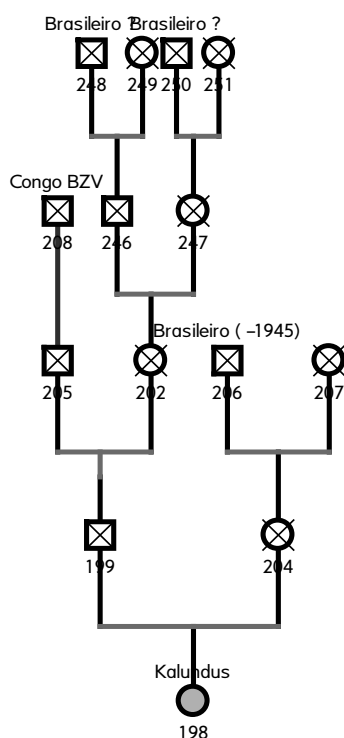 Brasileiro ? Brasileiro ?
248 249 250 251
Congo BZV
208 246 247
Brasileiro ( -1945)
205 202 206 207
199 204
Kalundus
198